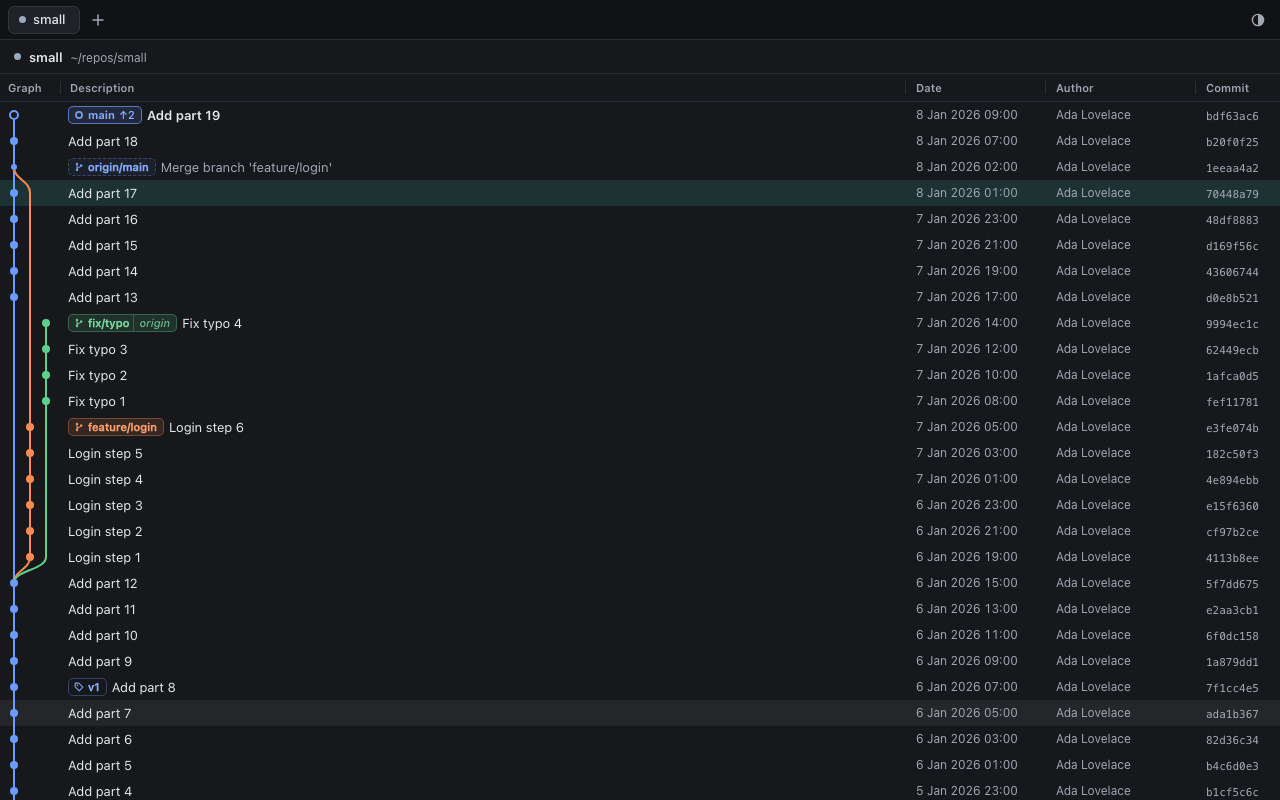 small
small ~/repos/small
Graph Description Date Author Commit
main ↑2 Add part 19 8 Jan 2026 09:00 Ada Lovelace bdf63ac6
Add part 18 8 Jan 2026 07:00 Ada Lovelace b20f0f25
origin/main Merge branch 'feature/login' 8 Jan 2026 02:00 Ada Lovelace 1eeaa4a2
Add part 17 8 Jan 2026 01:00 Ada Lovelace 70448a79
Add part 16 7 Jan 2026 23:00 Ada Lovelace 48df8883
Add part 15 7 Jan 2026 21:00 Ada Lovelace d169f56c
Add part 14 7 Jan 2026 19:00 Ada Lovelace 43606744
Add part 13 7 Jan 2026 17:00 Ada Lovelace d0e8b521
fix/typo origin Fix typo 4 7 Jan 2026 14:00 Ada Lovelace 9994ec1c
Fix typo 3 7 Jan 2026 12:00 Ada Lovelace 62449ecb
Fix typo 2 7 Jan 2026 10:00 Ada Lovelace 1afca0d5
Fix typo 1 7 Jan 2026 08:00 Ada Lovelace fef11781
feature/login Login step 6 7 Jan 2026 05:00 Ada Lovelace e3fe074b
Login step 5 7 Jan 2026 03:00 Ada Lovelace 182c50f3
Login step 4 7 Jan 2026 01:00 Ada Lovelace 4e894ebb
Login step 3 6 Jan 2026 23:00 Ada Lovelace e15f6360
Login step 2 6 Jan 2026 21:00 Ada Lovelace cf97b2ce
Login step 1 6 Jan 2026 19:00 Ada Lovelace 4113b8ee
Add part 12 6 Jan 2026 15:00 Ada Lovelace 5f7dd675
Add part 11 6 Jan 2026 13:00 Ada Lovelace e2aa3cb1
Add part 10 6 Jan 2026 11:00 Ada Lovelace 6f0dc158
Add part 9 6 Jan 2026 09:00 Ada Lovelace 1a879dd1
v1 Add part 8 6 Jan 2026 07:00 Ada Lovelace 7f1cc4e5
Add part 7 6 Jan 2026 05:00 Ada Lovelace ada1b367
Add part 6 6 Jan 2026 03:00 Ada Lovelace 82d36c34
Add part 5 6 Jan 2026 01:00 Ada Lovelace b4c6d0e3
Add part 4 5 Jan 2026 23:00 Ada Lovelace b1cf5c6c